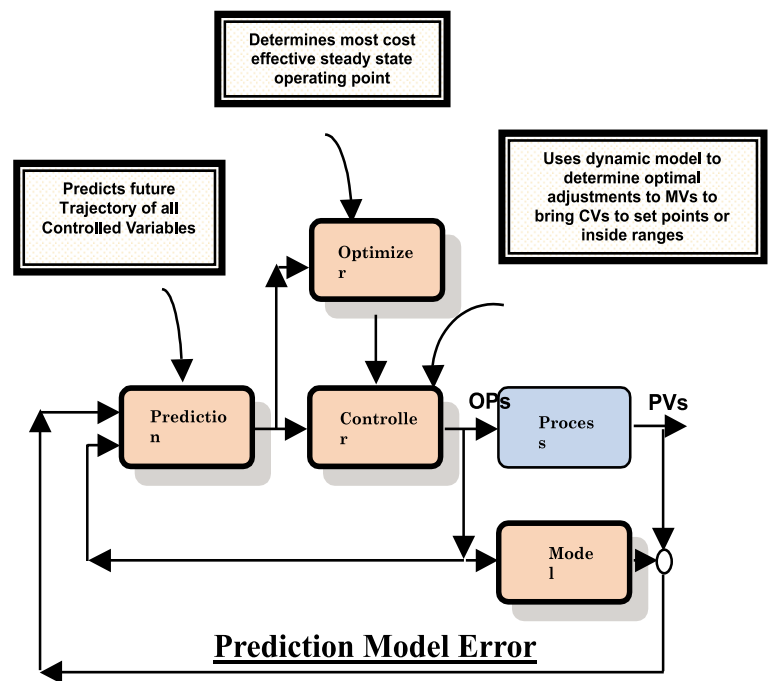 Determines most cost
effective steady state
operating point
Uses dynamic model to
determine optimal
adjustments to MVs to
bring CVs to set points or
inside ranges
Predicts future
Trajectory of all
Controlled Variables
Optimize
r
Predictio
n
Controlle
r
OPs
Proces
s
PVs
Mode
l
Prediction Model Error